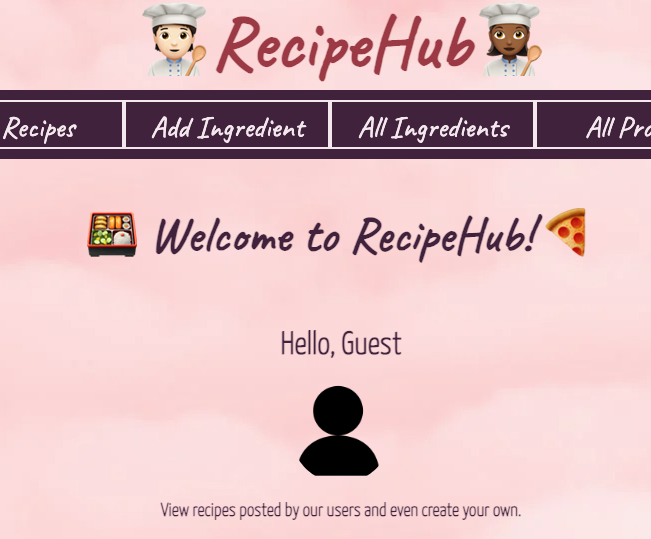 RecipeHub
Recipes Add Ingredient All Ingredients All
Welcome to RecipeHub!
Hello, Guest
View recipes posted by our users and even create your own.